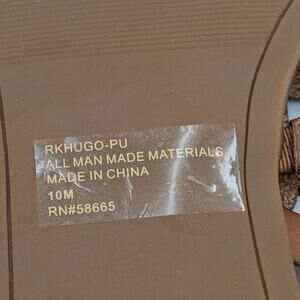 RKHUGO-PU
ALL MAN MADE MATERIALS
MADE IN CHINA
10M
RN#58665